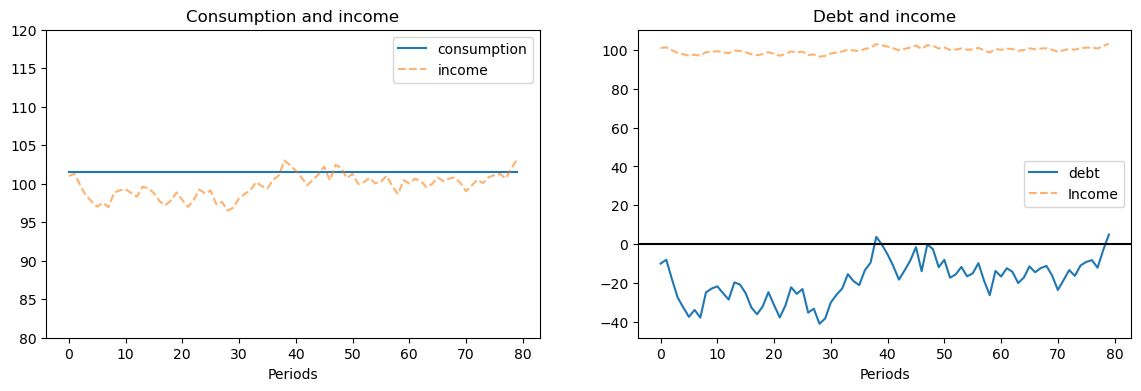 Consumption and income
120
115
110
105
100
95
90
85
80
0 10 20 30 40 50 60 70 80
Periods
consumption
income
Debt and income
100
80
60
40
20
0
−20
−40
0 10 20 30 40 50 60 70 80
Periods
debt
Income